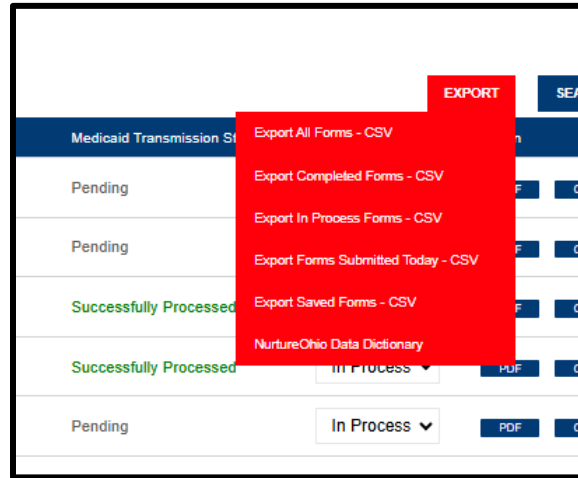 EXPORT
Medicaid Transmission
Export All Forms - CSV
Pending
Export Completed Forms - CSV
Export In Process Forms - CSV
Pending
Export Forms Submitted Today - CSV
Successfully Processed
Export Saved Forms - CSV
NurtureOhio Data Dictionary
Successfully Processed
In Process
PDF
Pending
In Process
PDF